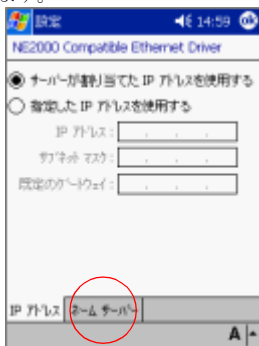 す。
設定 14:59 ok
NE2000 Compatible Ethernet Driver
サーバーが割り当てた IP アドレスを使用する
指定した IP アドレスを使用する
IP アドレス:
サブネット マスク:
既定のゲートウェイ:
IP アドレス ネーム サーバー
A